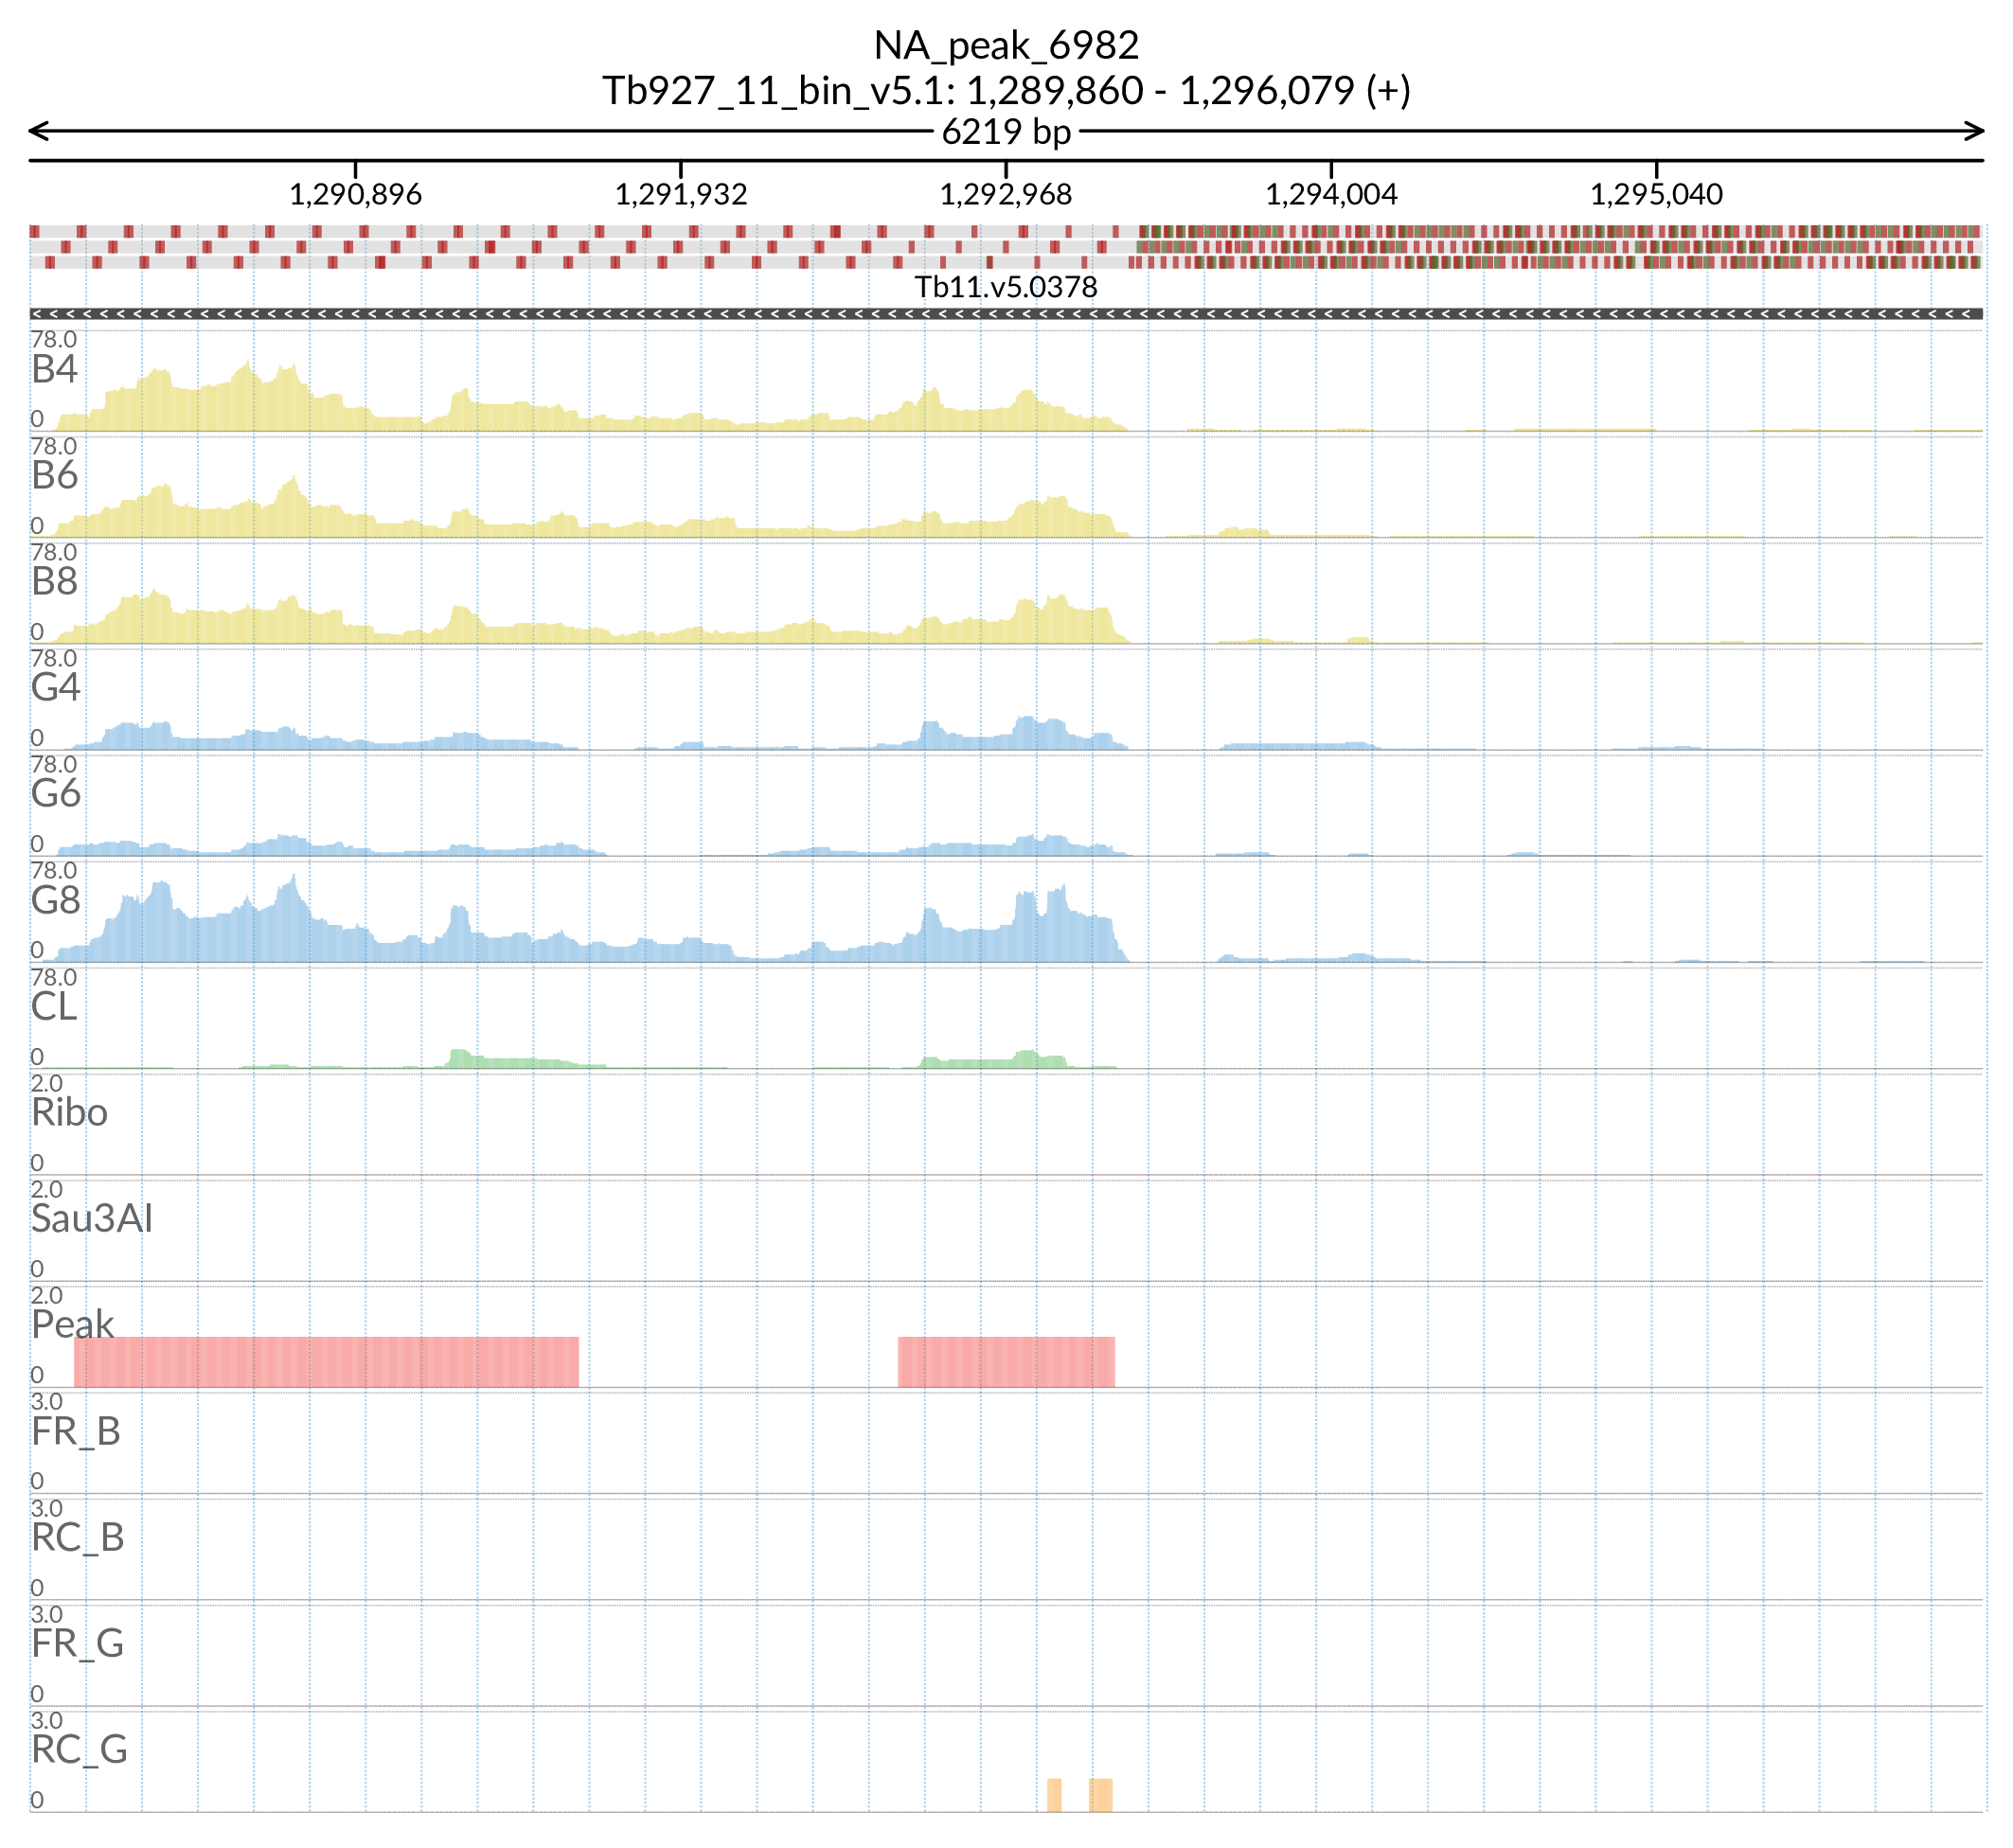 NA_peak_6982
Tb927_11_bin_v5.1: 1,289,860 - 1,296,079 (+)
6219 bp
1,290,896 1,291,932 1,292,968 1,294,004 1,295,040
Tb11.v5.0378
78.0
B4
0
78.0
B6
0
78.0
B8
0
78.0
G4
0
78.0
G6
0
78.0
G8
0
78.0
CL
0
2.0
Ribo
0
2.0
Sau3AI
0
2.0
Peak
0
3.0
FR_B
0
3.0
RC_B
0
3.0
FR_G
0
3.0
RC_G
0